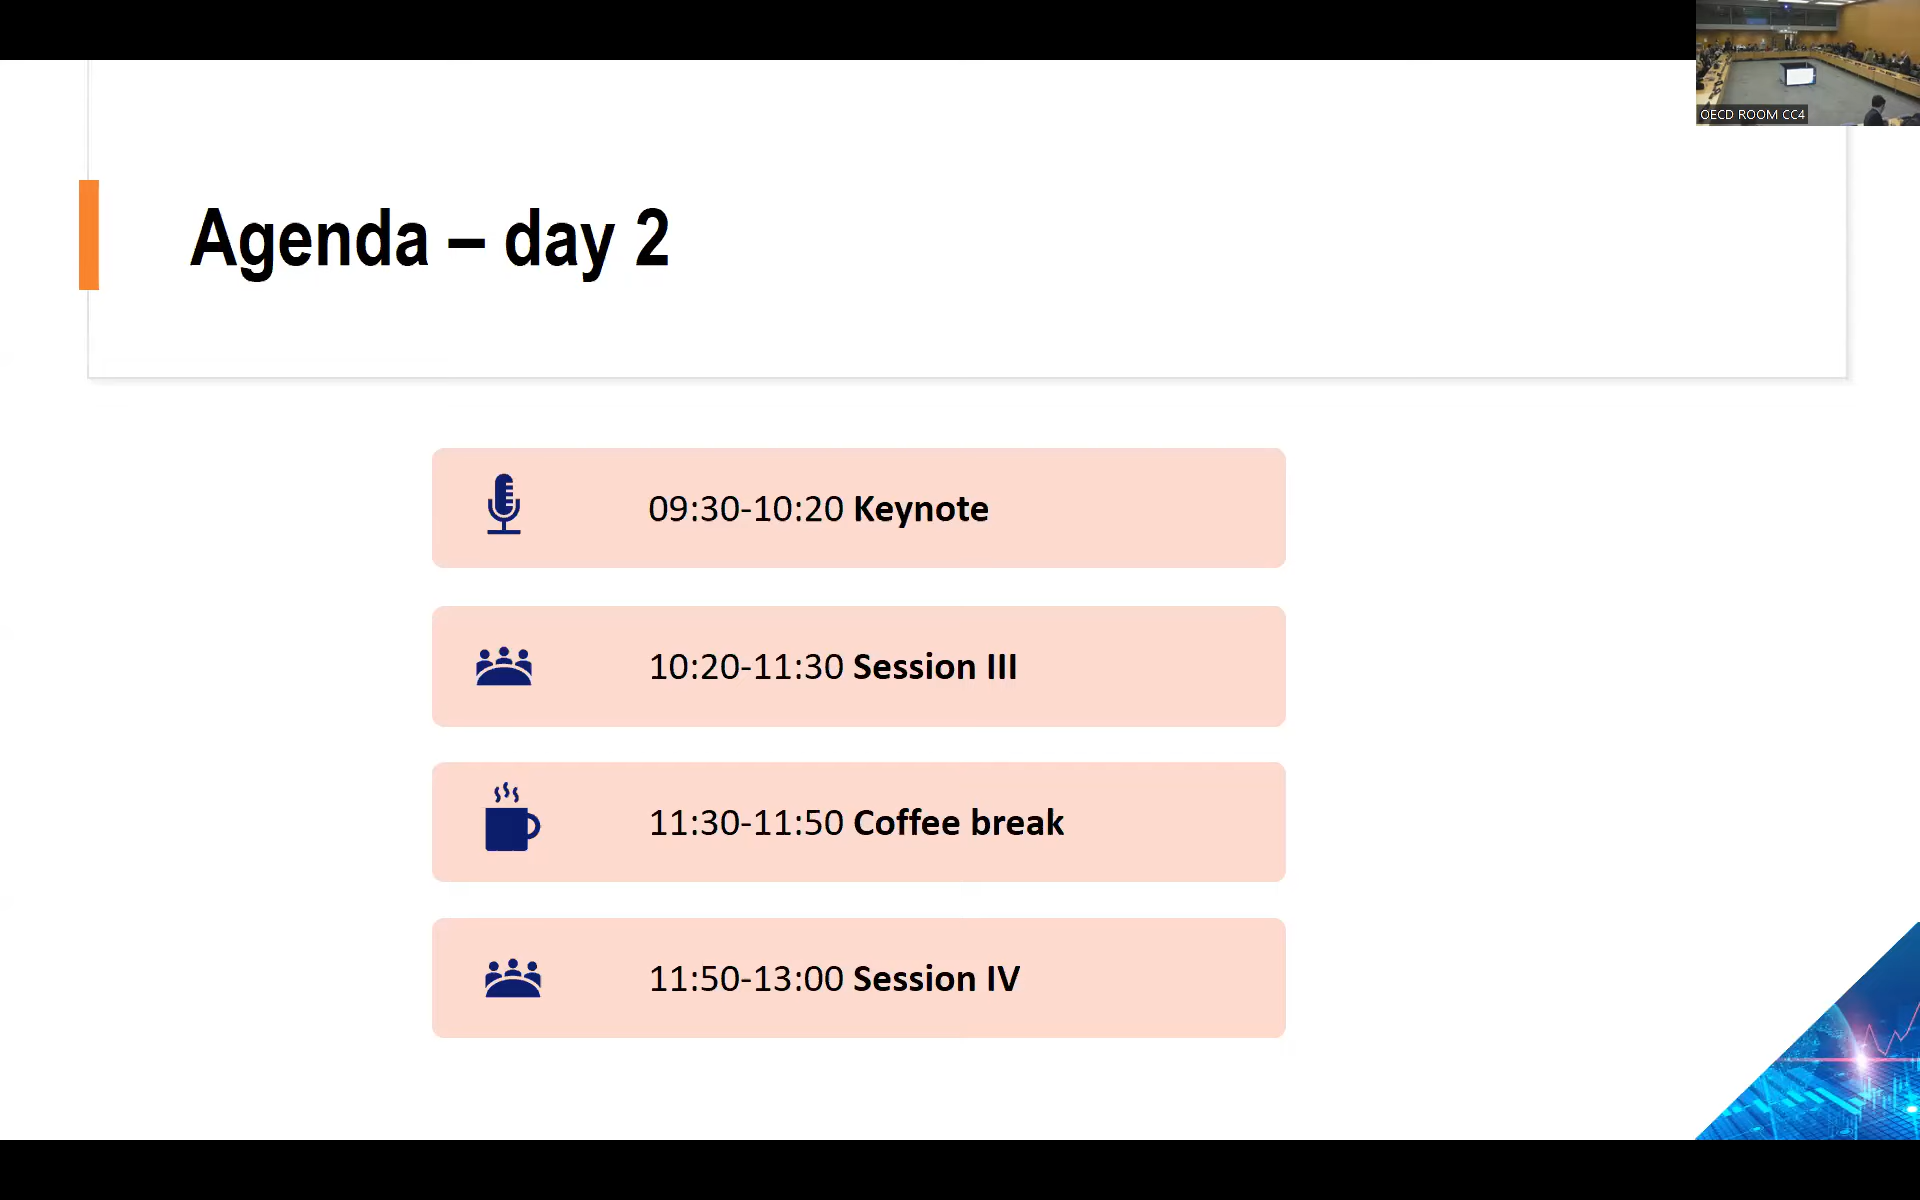 OECD ROOM CC4
Agenda – day 2
09:30-10:20 Keynote
10:20-11:30 Session III
11:30-11:50 Coffee break
11:50-13:00 Session IV